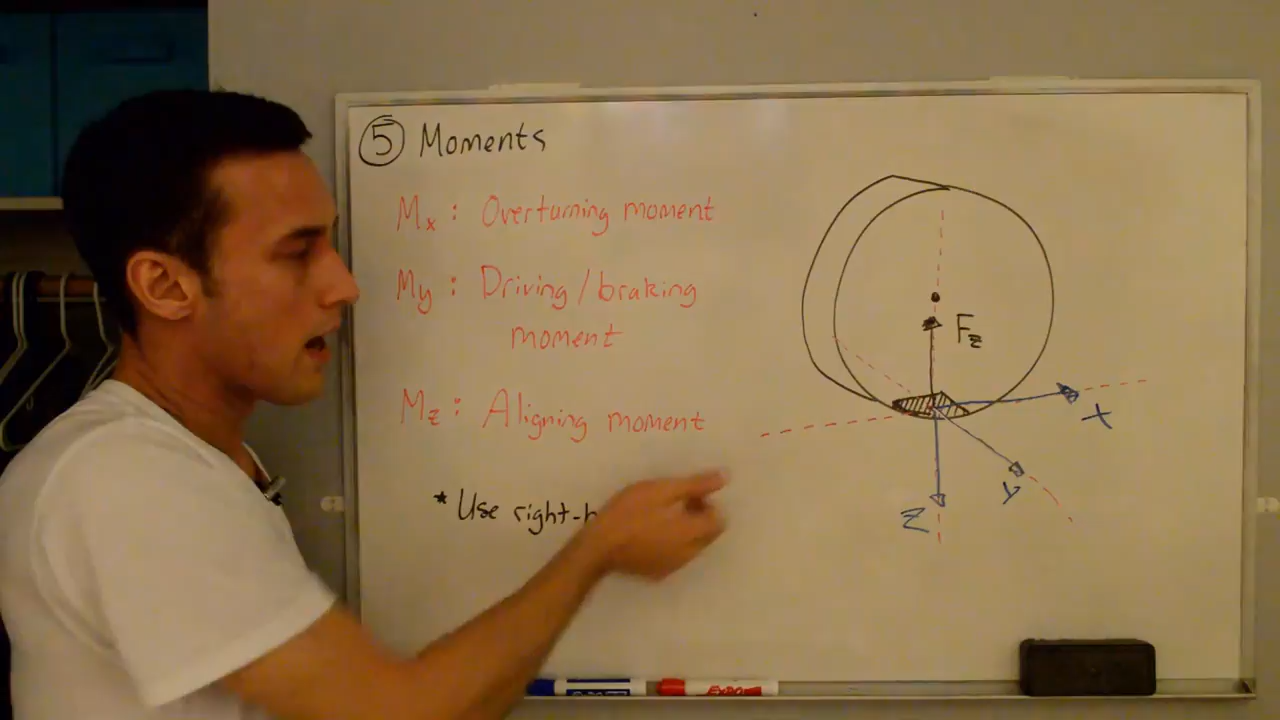 ⑤ Moments
Mx : Overturning moment
My : Driving/braking
moment
Mz : Aligning moment
* Use right-h
Fz
X
y
Z
EXPO